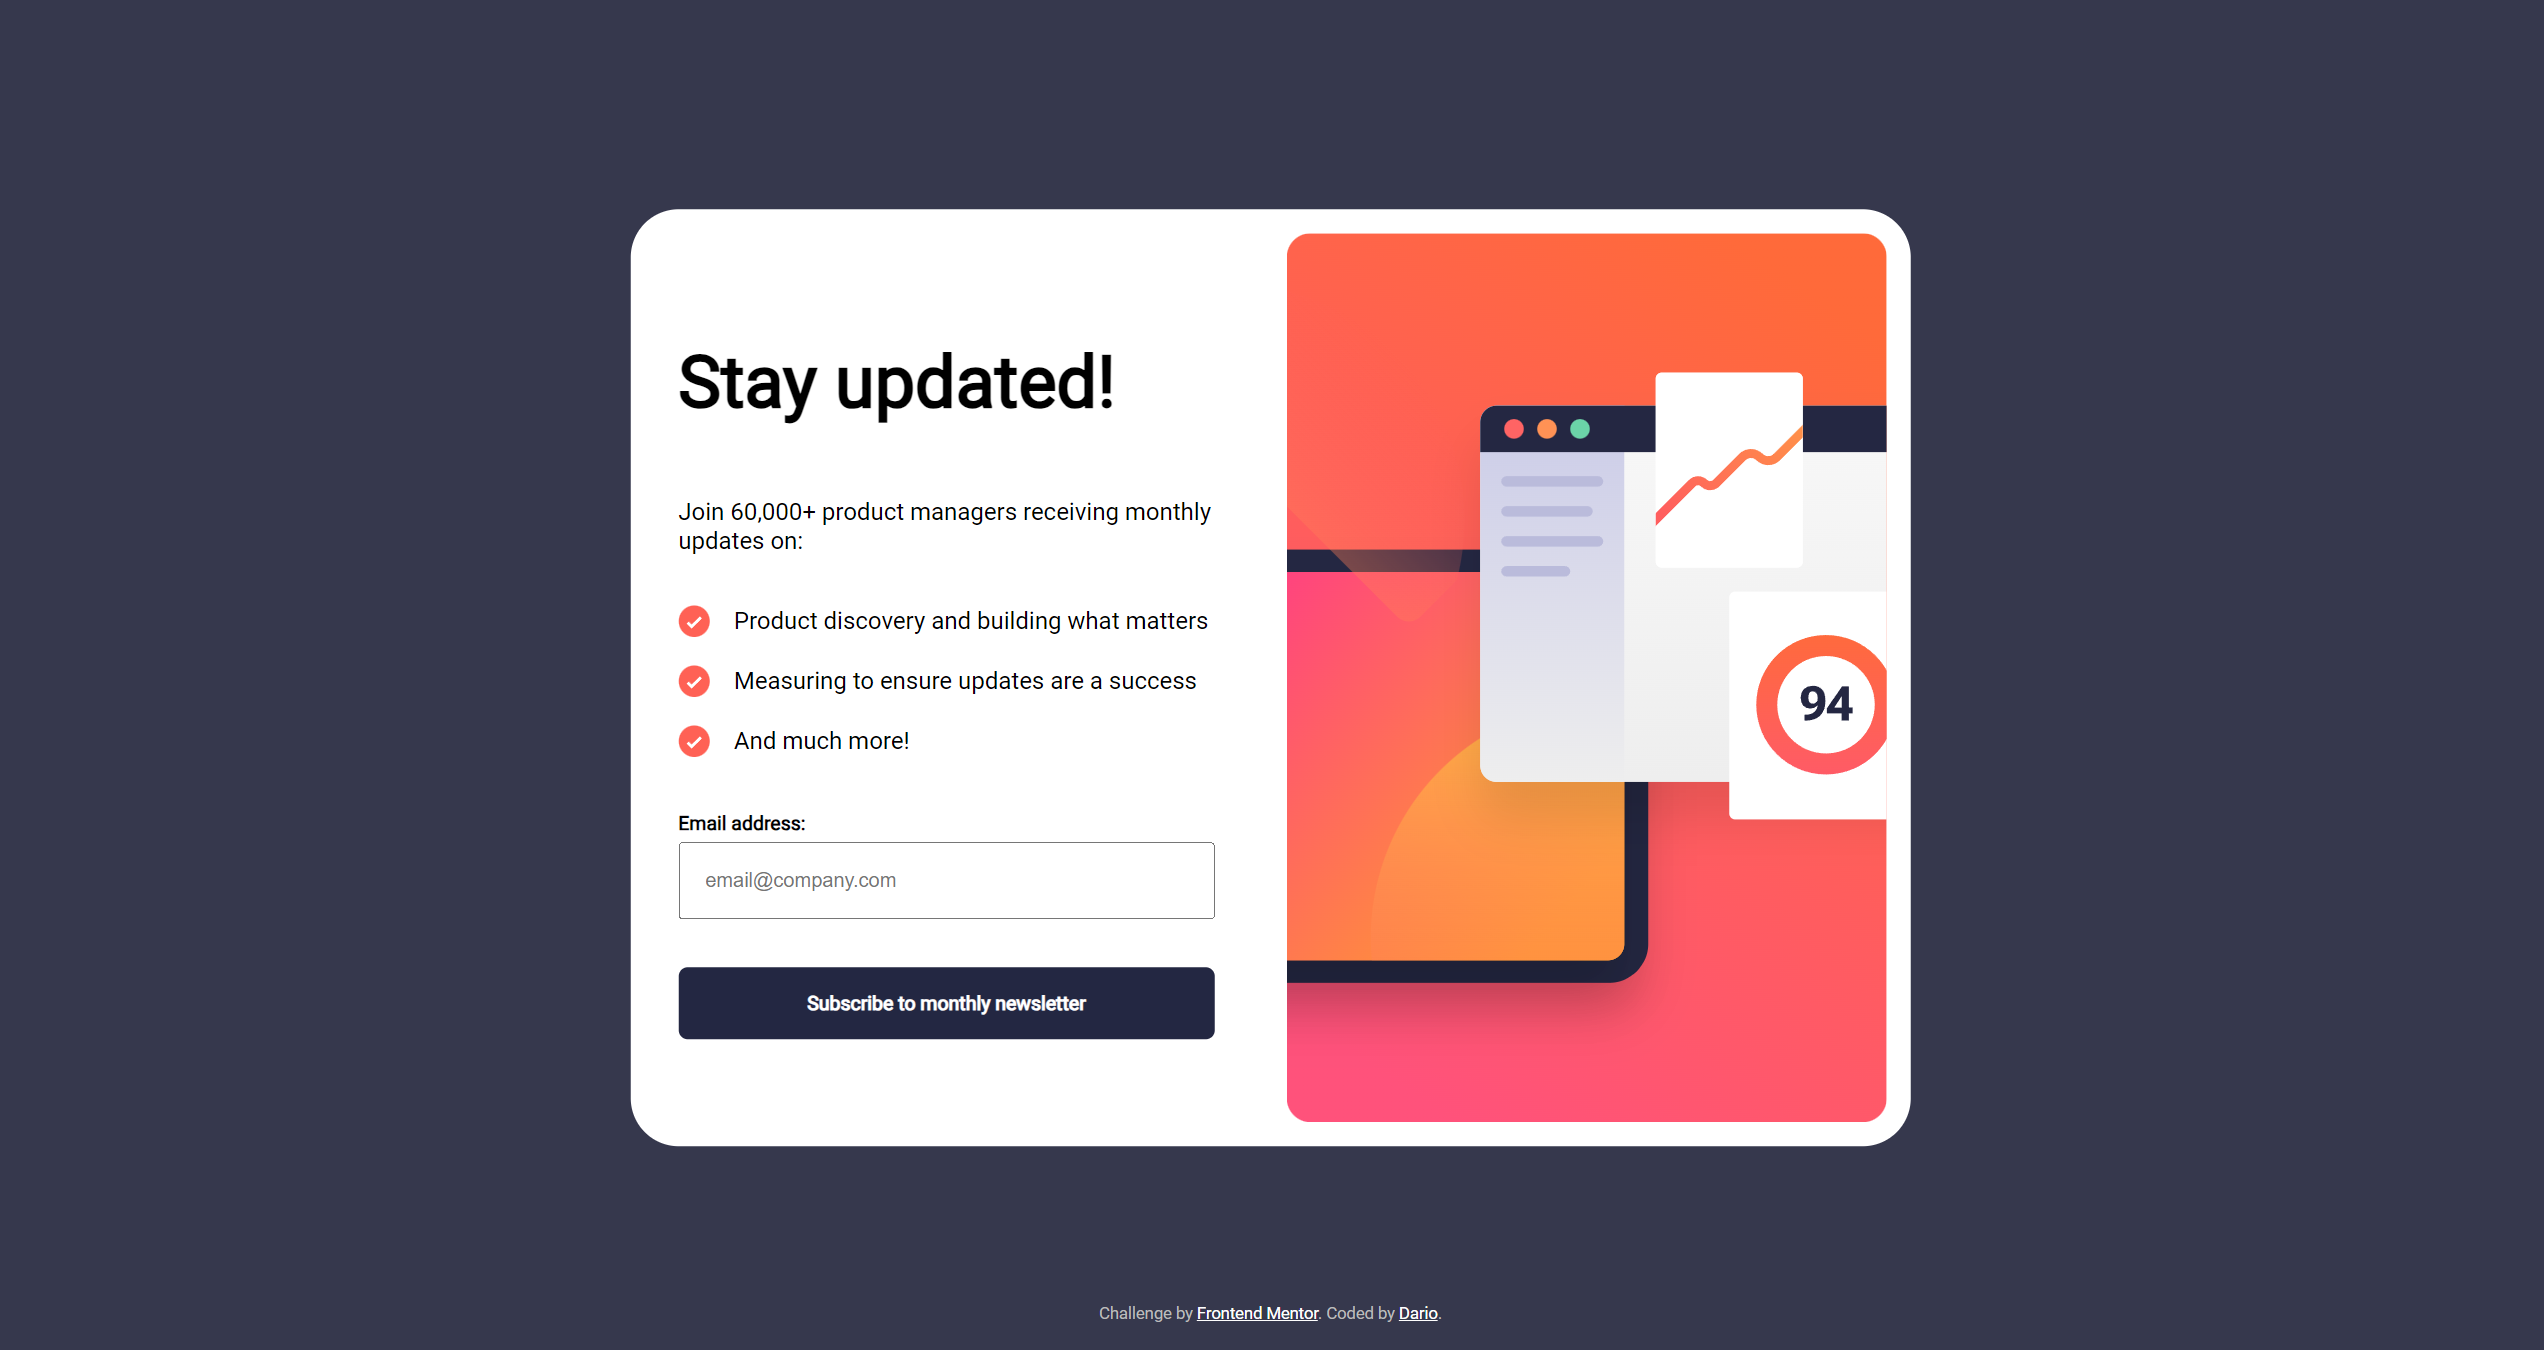 Stay updated!
Join 60,000+ product managers receiving monthly
updates on:
Product discovery and building what matters
Measuring to ensure updates are a success
And much more!
Email address:
email@company.com
Subscribe to monthly newsletter
94
Challenge by Frontend Mentor. Coded by Dario.